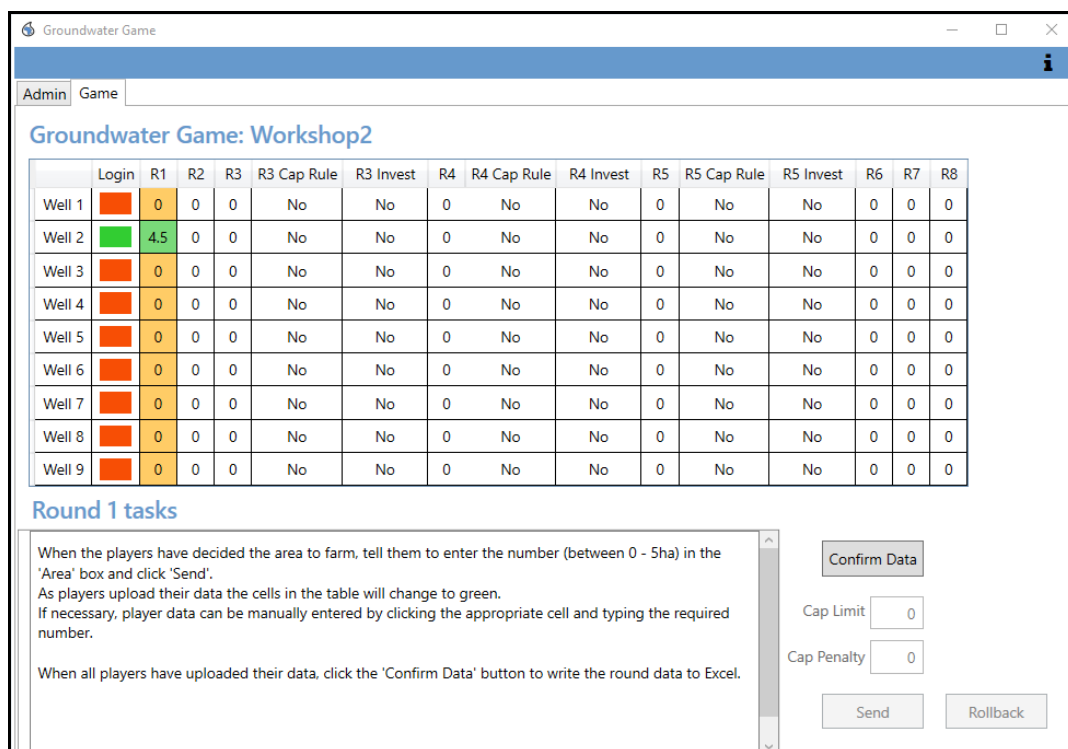 Groundwater Game
i
Admin Game
Groundwater Game: Workshop2
Login R1 R2 R3 R3 Cap Rule R3 Invest R4 R4 Cap Rule R4 Invest R5 R5 Cap Rule R5 Invest R6 R7 R8
Well 1 0 0 0 No No 0 No No 0 No No 0 0 0
Well 2 4.5 0 0 No No 0 No No 0 No No 0 0 0
Well 3 0 0 0 No No 0 No No 0 No No 0 0 0
Well 4 0 0 0 No No 0 No No 0 No No 0 0 0
Well 5 0 0 0 No No 0 No No 0 No No 0 0 0
Well 6 0 0 0 No No 0 No No 0 No No 0 0 0
Well 7 0 0 0 No No 0 No No 0 No No 0 0 0
Well 8 0 0 0 No No 0 No No 0 No No 0 0 0
Well 9 0 0 0 No No 0 No No 0 No No 0 0 0
Round 1 tasks
When the players have decided the area to farm, tell them to enter the number (between 0 - 5ha) in the
'Area' box and click 'Send'.
As players upload their data the cells in the table will change to green.
If necessary, player data can be manually entered by clicking the appropriate cell and typing the required
number.
When all players have uploaded their data, click the 'Confirm Data' button to write the round data to Excel.
Confirm Data
Cap Limit 0
Cap Penalty 0
Send Rollback